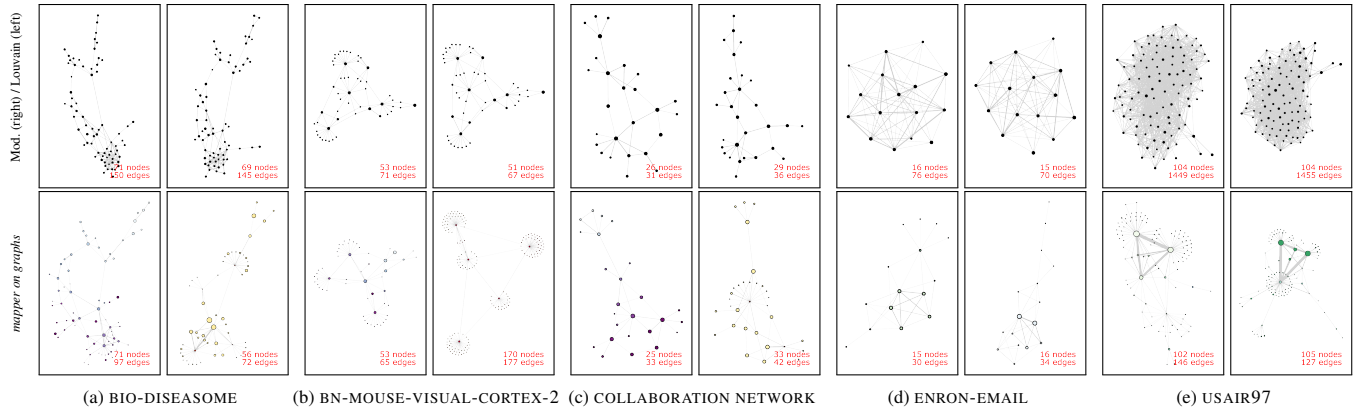 Mod. (right) / Louvain (left)
71 nodes
150 edges
69 nodes
145 edges
53 nodes
71 edges
51 nodes
67 edges
26 nodes
31 edges
29 nodes
36 edges
16 nodes
76 edges
15 nodes
70 edges
104 nodes
1449 edges
104 nodes
1455 edges
mapper on graphs
71 nodes
97 edges
56 nodes
72 edges
53 nodes
65 edges
170 nodes
177 edges
25 nodes
33 edges
33 nodes
42 edges
15 nodes
30 edges
16 nodes
34 edges
102 nodes
146 edges
105 nodes
127 edges
(a) BIO-DISEASOME
(b) BN-MOUSE-VISUAL-CORTEX-2
(c) COLLABORATION NETWORK
(d) ENRON-EMAIL
(e) USAIR97